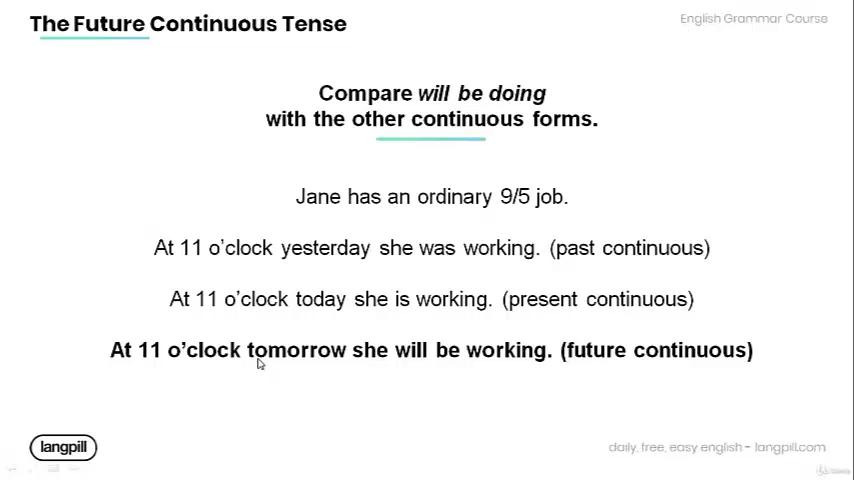 The Future Continuous Tense
English Grammar Course
Compare will be doing
with the other continuous forms.
Jane has an ordinary 9/5 job.
At 11 o'clock yesterday she was working. (past continuous)
At 11 o'clock today she is working. (present continuous)
At 11 o'clock tomorrow she will be working. (future continuous)
langpill
daily, free, easy english - langpill.com